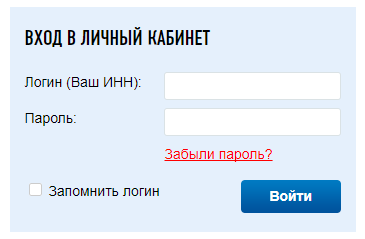 ВХОД В ЛИЧНЫЙ КАБИНЕТ
Логин (Ваш ИНН):
Пароль:
Забыли пароль?
Запомнить логин
Войти